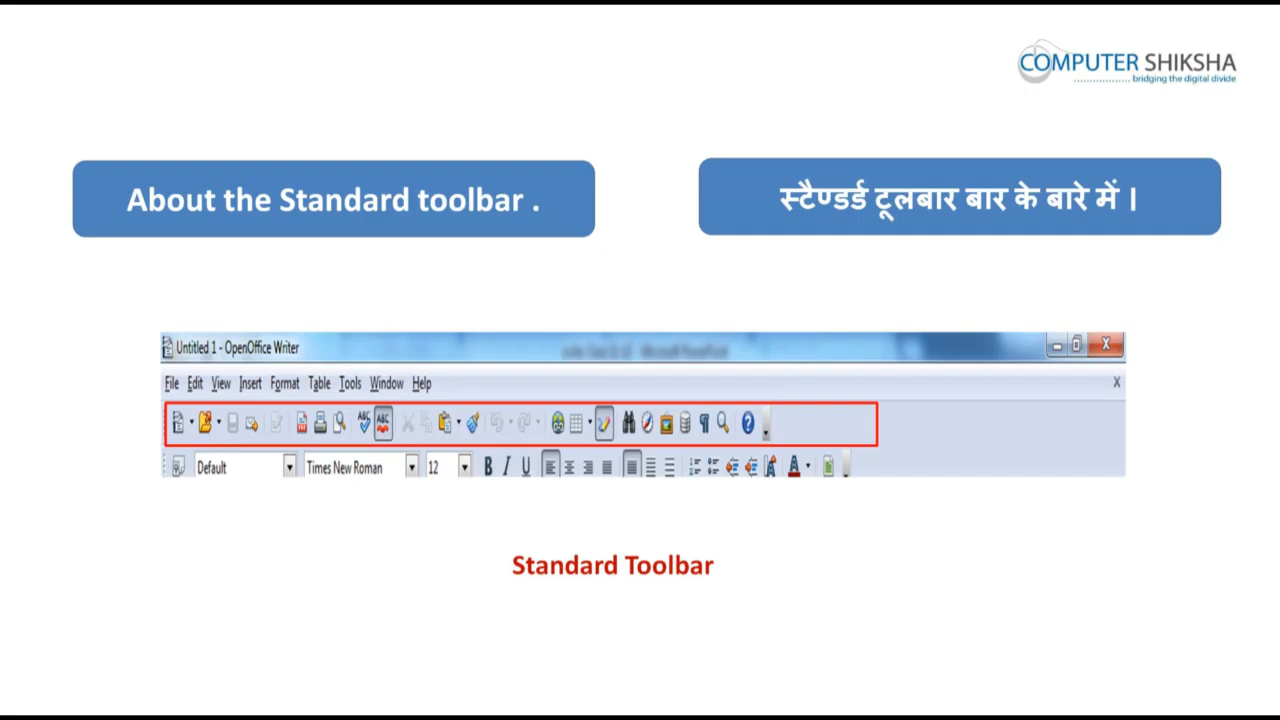 COMPUTER SHIKSHA
bridging the digital divide
About the Standard toolbar .
स्टैण्डर्ड टूलबार बार के बारे में ।
Untitled 1 - OpenOffice Writer
File Edit View Insert Format Table Tools Window Help
Default Times New Roman 12 B I U
Standard Toolbar